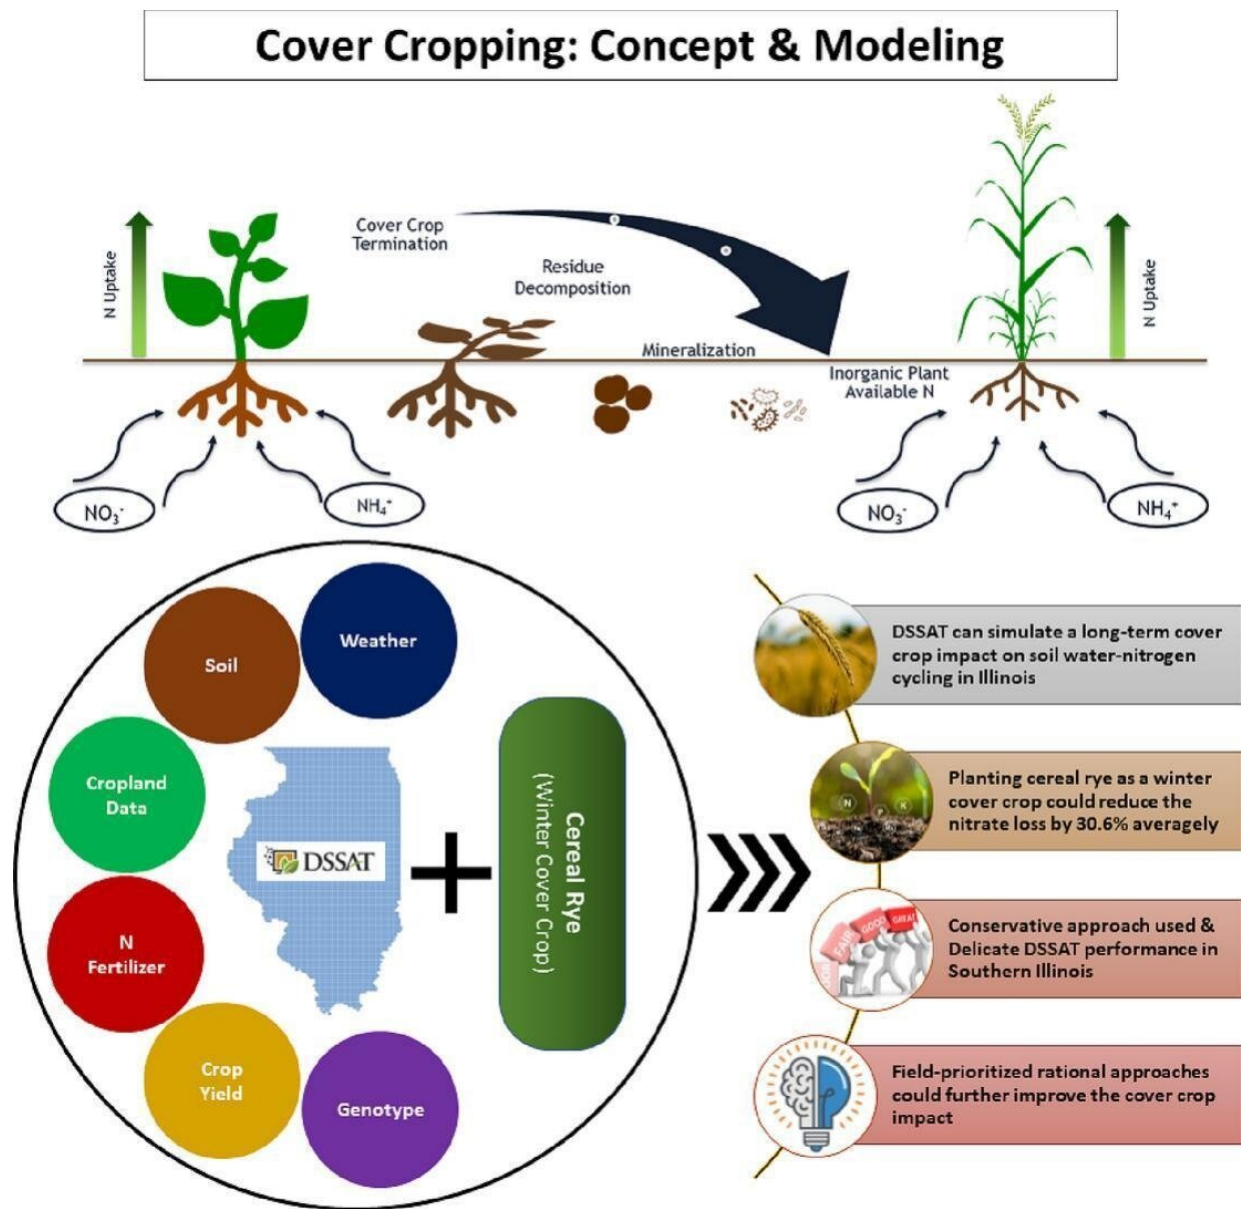 Cover Cropping: Concept & Modeling
N Uptake
Cover Crop
Termination
Residue
Decomposition
Mineralization
Inorganic Plant
Available N
N Uptake
NO₃⁻
NH₄⁺
NO₃⁻
NH₄⁺
Weather
Soil
Cropland
Data
N
Fertilizer
Crop
Yield
Genotype
DSSAT
Cereal Rye
(Winter Cover Crop)
DSSAT can simulate a long-term cover
crop impact on soil water-nitrogen
cycling in Illinois
N
P
K
Planting cereal rye as a winter
cover crop could reduce the
nitrate loss by 30.6% averagely
FAIR
GOOD
GREAT
Conservative approach used &
Delicate DSSAT performance in
Southern Illinois
Field-prioritized rational approaches
could further improve the cover crop
impact